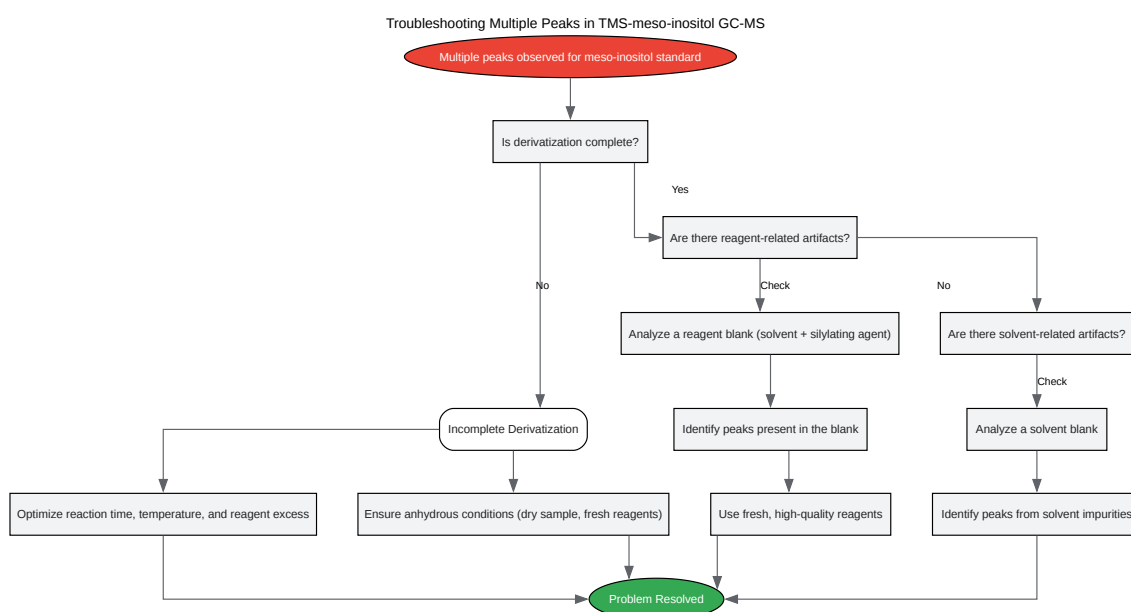 Troubleshooting Multiple Peaks in TMS-meso-inositol GC-MS
Multiple peaks observed for meso-inositol standard
Is derivatization complete?
Yes
Are there reagent-related artifacts?
No
Check
No
Analyze a reagent blank (solvent + silylating agent)
Are there solvent-related artifacts?
Check
Incomplete Derivatization
Identify peaks present in the blank
Analyze a solvent blank
Optimize reaction time, temperature, and reagent excess
Ensure anhydrous conditions (dry sample, fresh reagents)
Use fresh, high-quality reagents
Identify peaks from solvent impurities
Problem Resolved